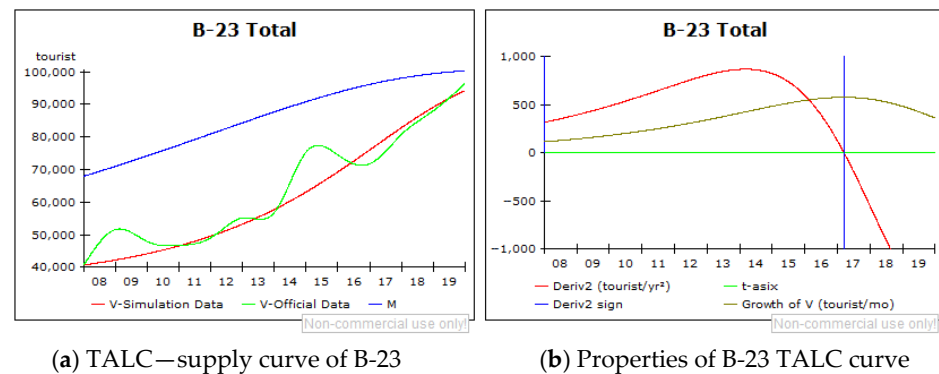 B-23 Total
tourist
100,000
90,000
80,000
70,000
60,000
50,000
40,000
08 09 10 11 12 13 14 15 16 17 18 19
V-Simulation Data V-Official Data M
Non-commercial use only!
(a) TALC—supply curve of B-23
B-23 Total
1,000
500
0
−500
−1,000
08 09 10 11 12 13 14 15 16 17 18 19
Deriv2 (tourist/yr²) t-asix
Deriv2 sign Growth of V (tourist/mo)
Non-commercial use only!
(b) Properties of B-23 TALC curve